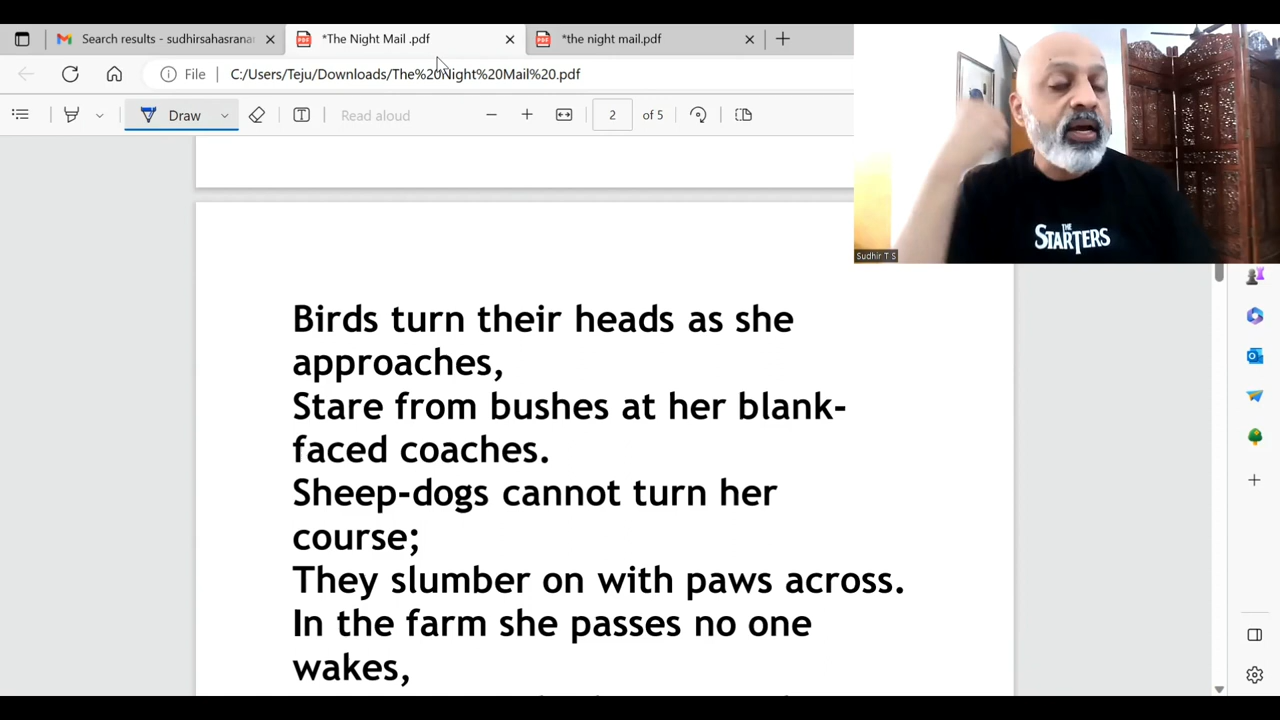 Search results - sudhirsahasrana
*The Night Mail .pdf
*the night mail.pdf
File
C:/Users/Teju/Downloads/The%20Night%20Mail%20.pdf
Draw
Read aloud
2 of 5
THE STARTERS
Sudhir T S
Birds turn their heads as she
approaches,
Stare from bushes at her blank-
faced coaches.
Sheep-dogs cannot turn her
course;
They slumber on with paws across.
In the farm she passes no one
wakes,